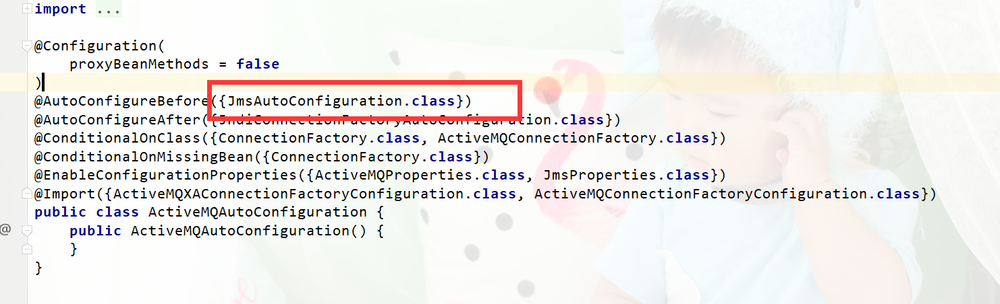 import ...
@Configuration(
    proxyBeanMethods = false
)
@AutoConfigureBefore({JmsAutoConfiguration.class})
@AutoConfigureAfter({JndiConnectionFactoryAutoConfiguration.class})
@ConditionalOnClass({ConnectionFactory.class, ActiveMQConnectionFactory.class})
@ConditionalOnMissingBean({ConnectionFactory.class})
@EnableConfigurationProperties({ActiveMQProperties.class, JmsProperties.class})
@Import({ActiveMQXAConnectionFactoryConfiguration.class, ActiveMQConnectionFactoryConfiguration.class})
public class ActiveMQAutoConfiguration {
@    public ActiveMQAutoConfiguration() {
    }
}